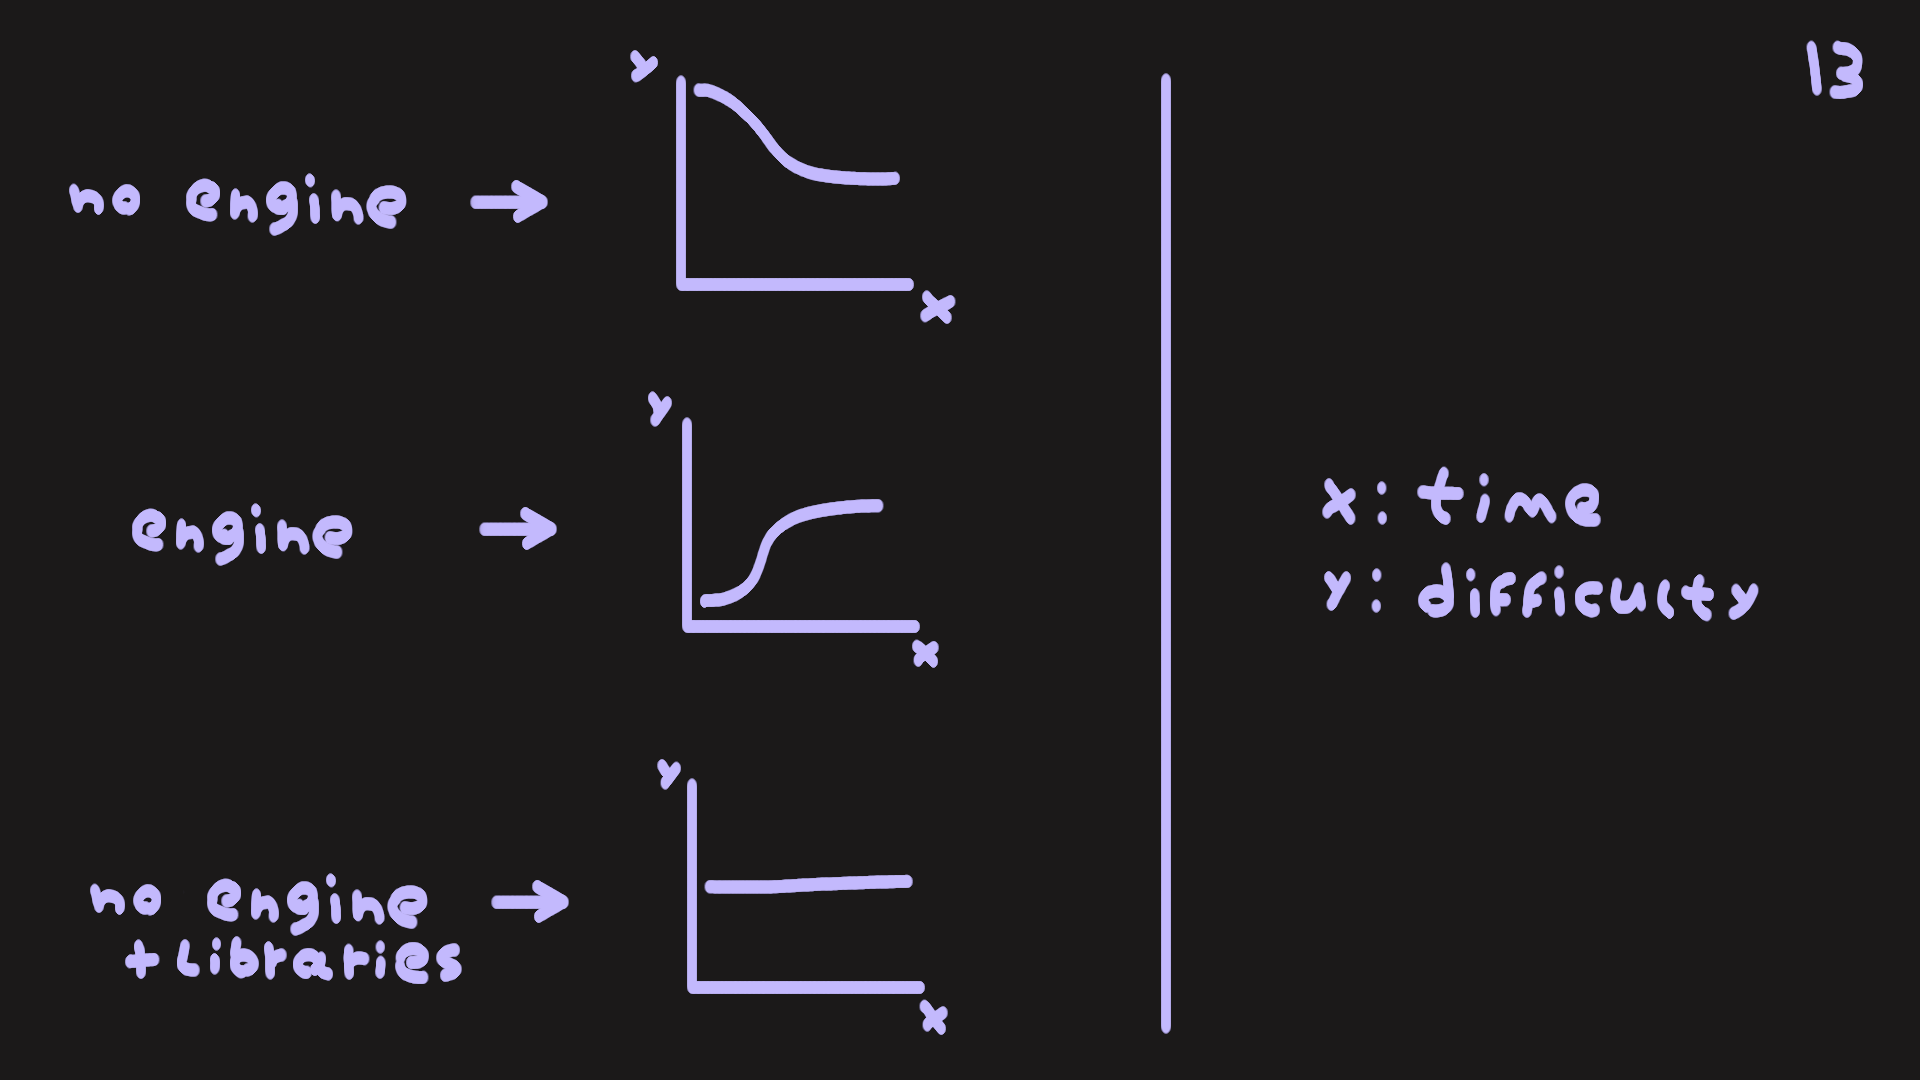 13
y
no engine →
x
y
engine →
x
y
no engine →
+ libraries
x
x: time
y: difficulty